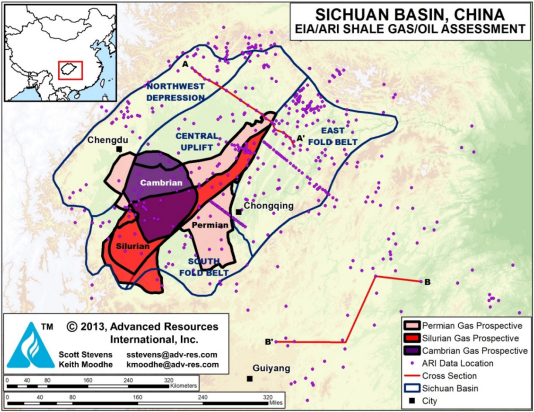 SICHUAN BASIN, CHINA
EIA/ARI SHALE GAS/OIL ASSESSMENT
A
NORTHWEST
DEPRESSION
CENTRAL
UPLIFT
A'
EAST
FOLD BELT
Chengdu
Cambrian
Chongqing
Permian
Silurian
SOUTH
FOLD BELT
B
B'
Guiyang
TM
© 2013, Advanced Resources
International, Inc.
Scott Stevens sstevens@adv-res.com
Keith Moodhe kmoodhe@adv-res.com
0 40 80 160 240 320
Kilometers
0 40 80 160 240 320
Miles
Permian Gas Prospective
Silurian Gas Prospective
Cambrian Gas Prospective
ARI Data Location
Cross Section
Sichuan Basin
City